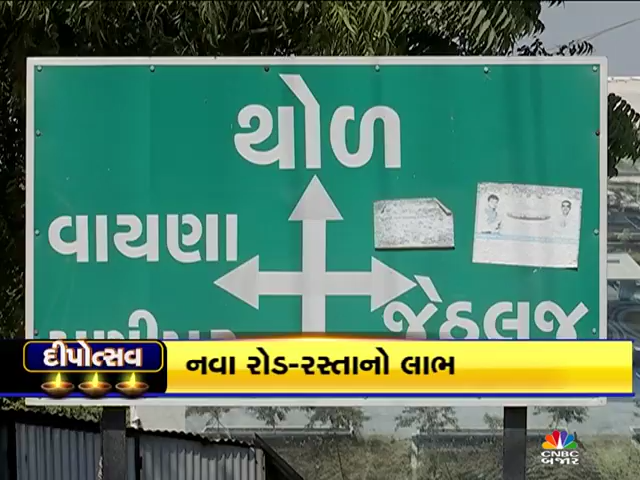 થોળ
વાયણા
જેઠલજ
દીપોત્સવ
નવા રોડ-રસ્તાનો લાભ
CNBC
બજાર